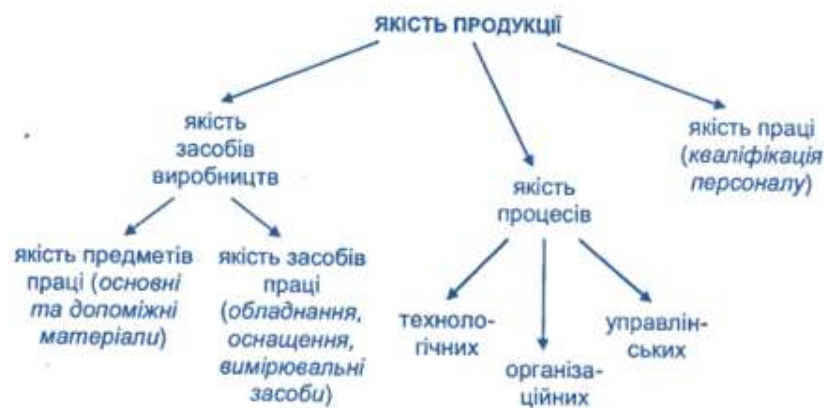 ЯКІСТЬ ПРОДУКЦІЇ
якість
засобів
виробництв
якість праці
(кваліфікація
персоналу)
якість
процесів
якість предметів
праці (основні
та допоміжні
матеріали)
якість засобів
праці
(обладнання,
оснащення,
вимірювальні
засоби)
техноло-
гічних
організа-
ційних
управлін-
ських